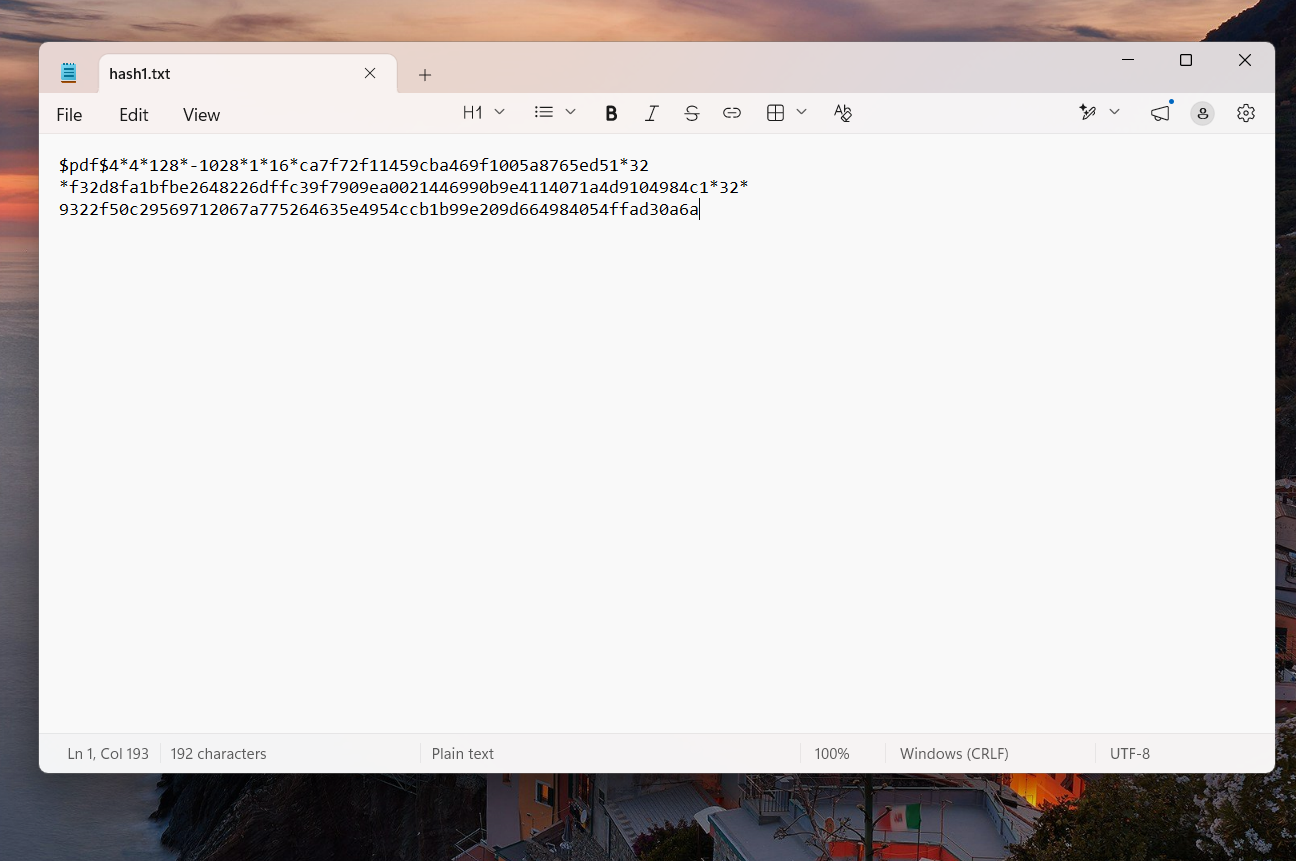 hash1.txt
File Edit View H1
$pdf$4*4*128*-1028*1*16*ca7f72f11459cba469f1005a8765ed51*32
*f32d8fa1bfbe2648226dffc39f7909ea0021446990b9e4114071a4d9104984c1*32*
9322f50c29569712067a775264635e4954ccb1b99e209d664984054ffad30a6a
Ln 1, Col 193 192 characters Plain text 100% Windows (CRLF) UTF-8